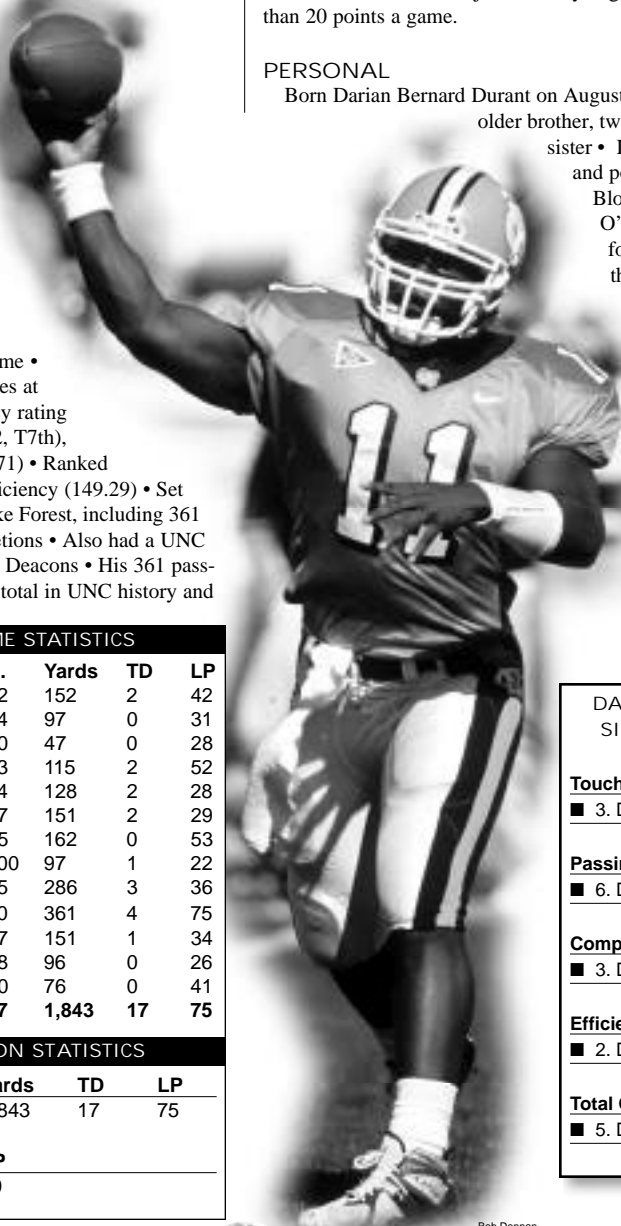 than 20 points a game.
PERSONAL
Born Darian Bernard Durant on August
older brother, tw
sister •
and p
Blo
O'
fo
th
me •
es at
y rating
2, T7th),
71) • Ranked
iciency (149.29) • Set
ke Forest, including 361
etions • Also had a UNC
Deacons • His 361 pass-
total in UNC history and
ME STATISTICS
. Yards TD LP
2 152 2 42
4 97 0 31
0 47 0 28
3 115 2 52
4 128 2 28
7 151 2 29
5 162 0 53
00 97 1 22
5 286 3 36
0 361 4 75
7 151 1 34
8 96 0 26
0 76 0 41
7 1,843 17 75
ON STATISTICS
ards TD LP
843 17 75
P
)
11
DA
SI
Touch
■ 3. D
Passi
■ 6. D
Comp
■ 3. D
Efficie
■ 2. D
Total
■ 5. D